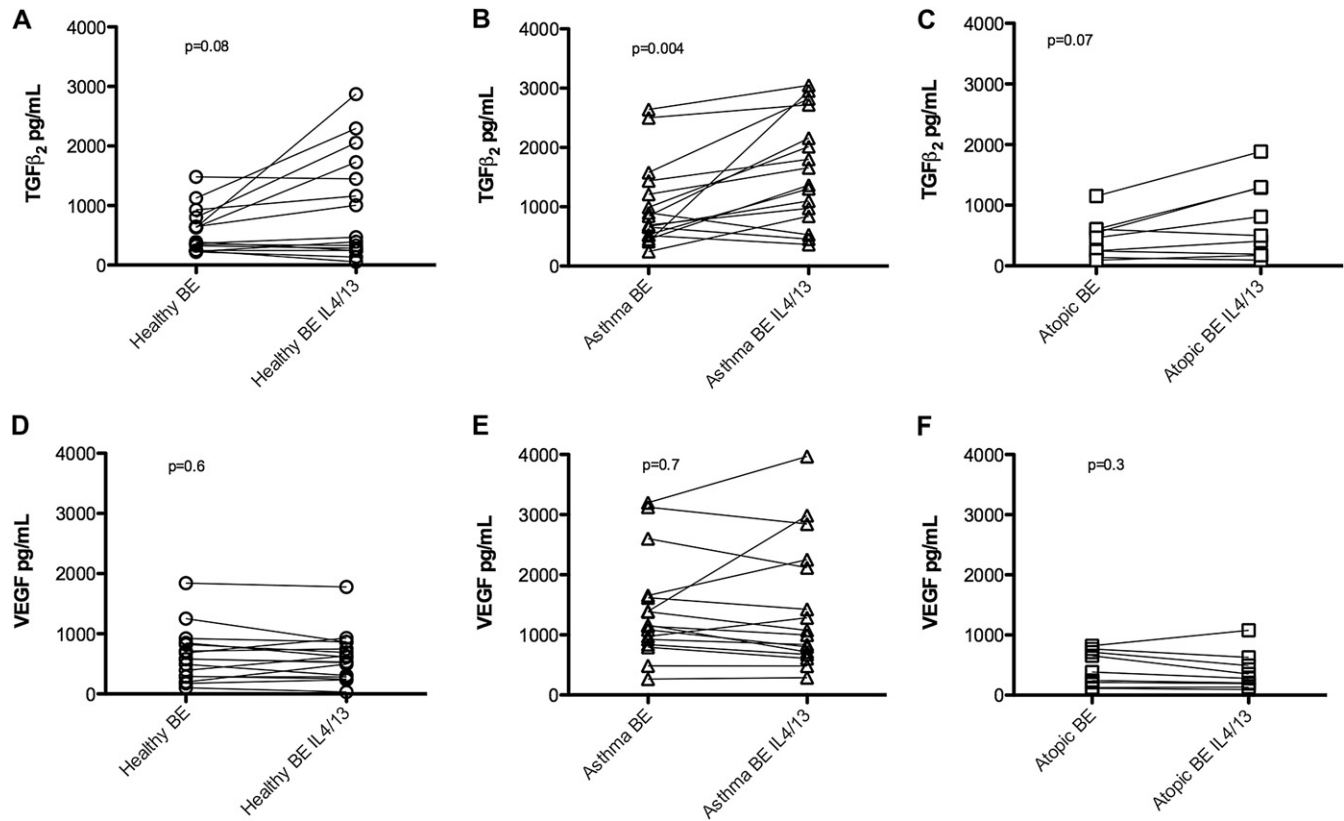 A
p=0.08
TGFβ2 pg/mL
4000
3000
2000
1000
0
Healthy BE
Healthy BE IL4/13
B
p=0.004
TGFβ2 pg/mL
4000
3000
2000
1000
0
Asthma BE
Asthma BE IL4/13
C
p=0.07
TGFβ2 pg/mL
4000
3000
2000
1000
0
Atopic BE
Atopic BE IL4/13
D
p=0.6
VEGF pg/mL
4000
3000
2000
1000
0
Healthy BE
Healthy BE IL4/13
E
p=0.7
VEGF pg/mL
4000
3000
2000
1000
0
Asthma BE
Asthma BE IL4/13
F
p=0.3
VEGF pg/mL
4000
3000
2000
1000
0
Atopic BE
Atopic BE IL4/13